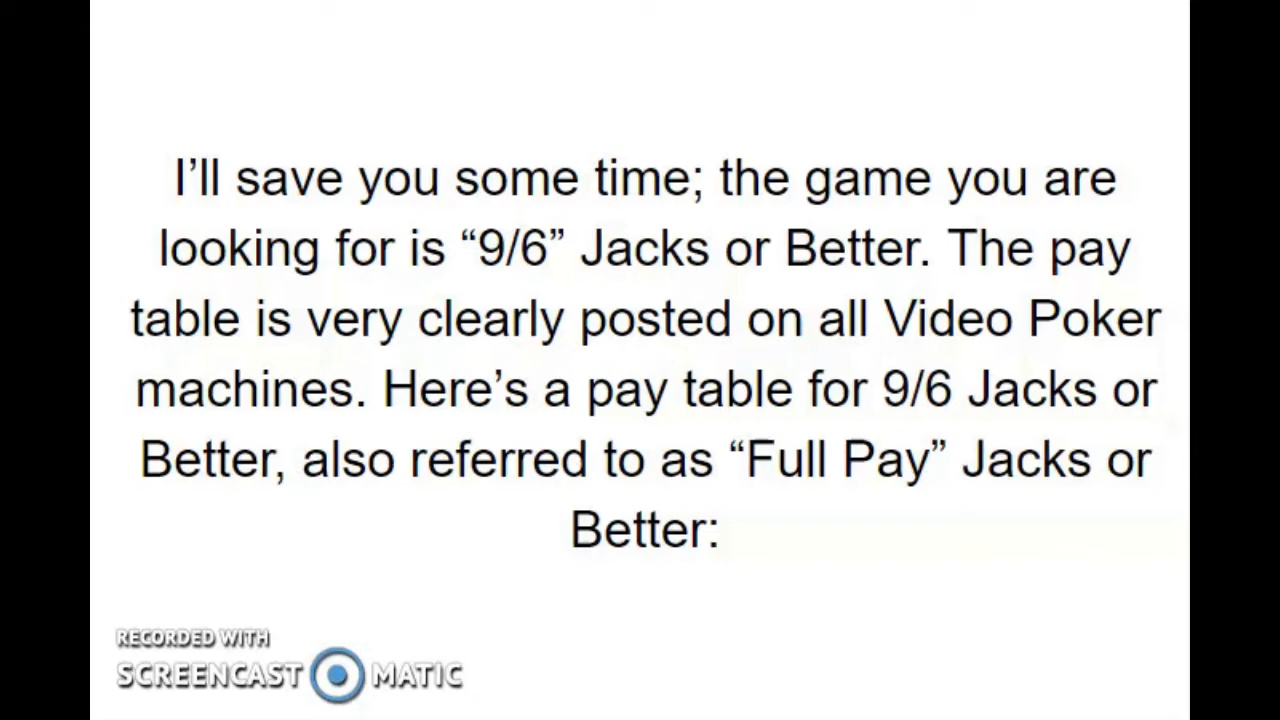 I’ll save you some time; the game you are
looking for is “9/6” Jacks or Better. The pay
table is very clearly posted on all Video Poker
machines. Here’s a pay table for 9/6 Jacks or
Better, also referred to as “Full Pay” Jacks or
Better:
RECORDED WITH
SCREENCAST MATIC